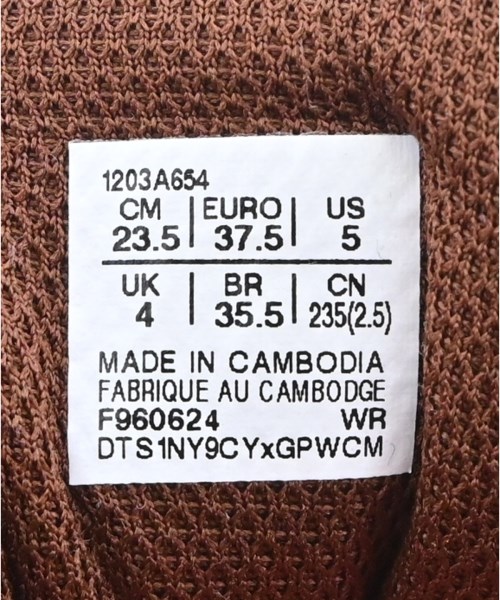 1203A654
CM | EURO | US
23.5 | 37.5 | 5
UK | BR | CN
4 | 35.5 | 235(2.5)
MADE IN CAMBODIA
FABRIQUE AU CAMBODGE
F960624 WR
DTS1NY9CYxGPWCM